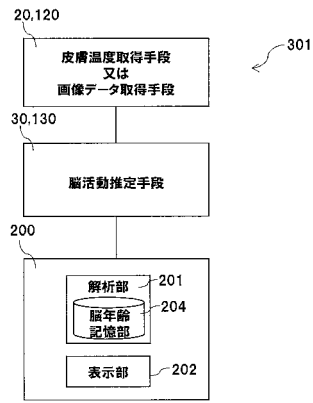 20,120
301
皮膚温度取得手段
又は
画像データ取得手段
30,130
脳活動推定手段
200
解析部
201
脳年齢
記憶部
204
表示部
202